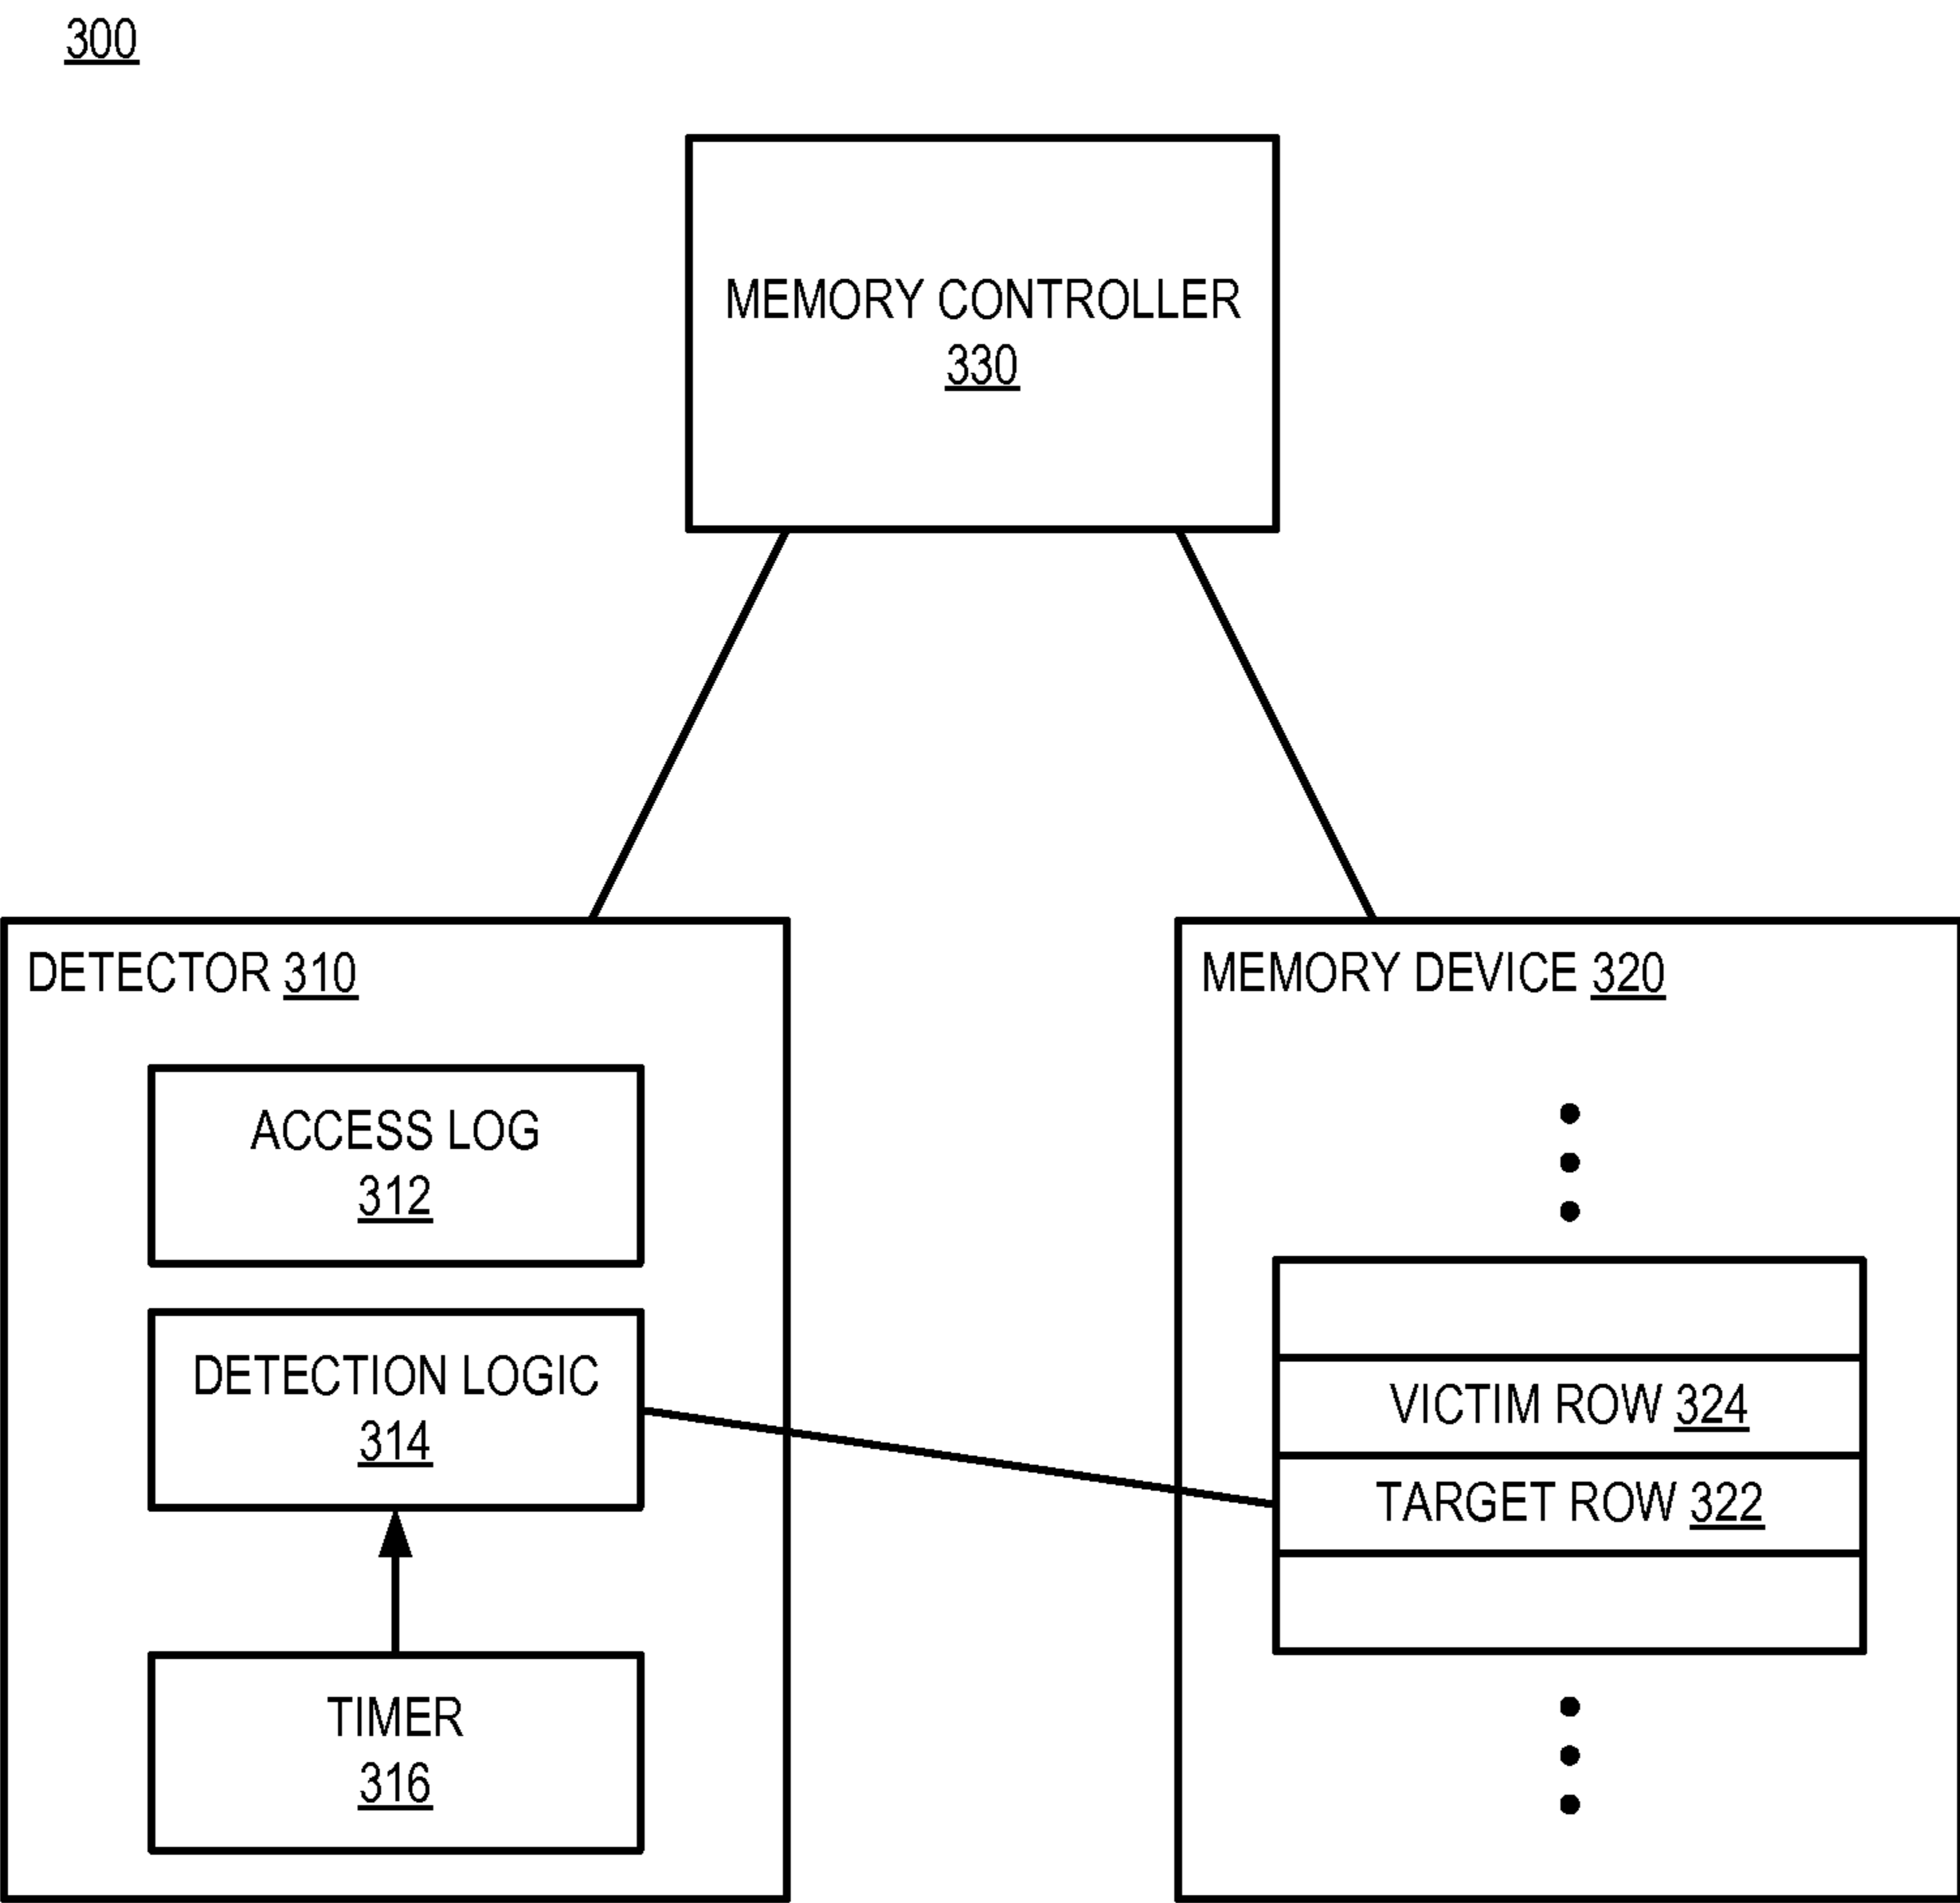 300
MEMORY CONTROLLER
330
DETECTOR 310
ACCESS LOG
312
DETECTION LOGIC
314
TIMER
316
MEMORY DEVICE 320
VICTIM ROW 324
TARGET ROW 322